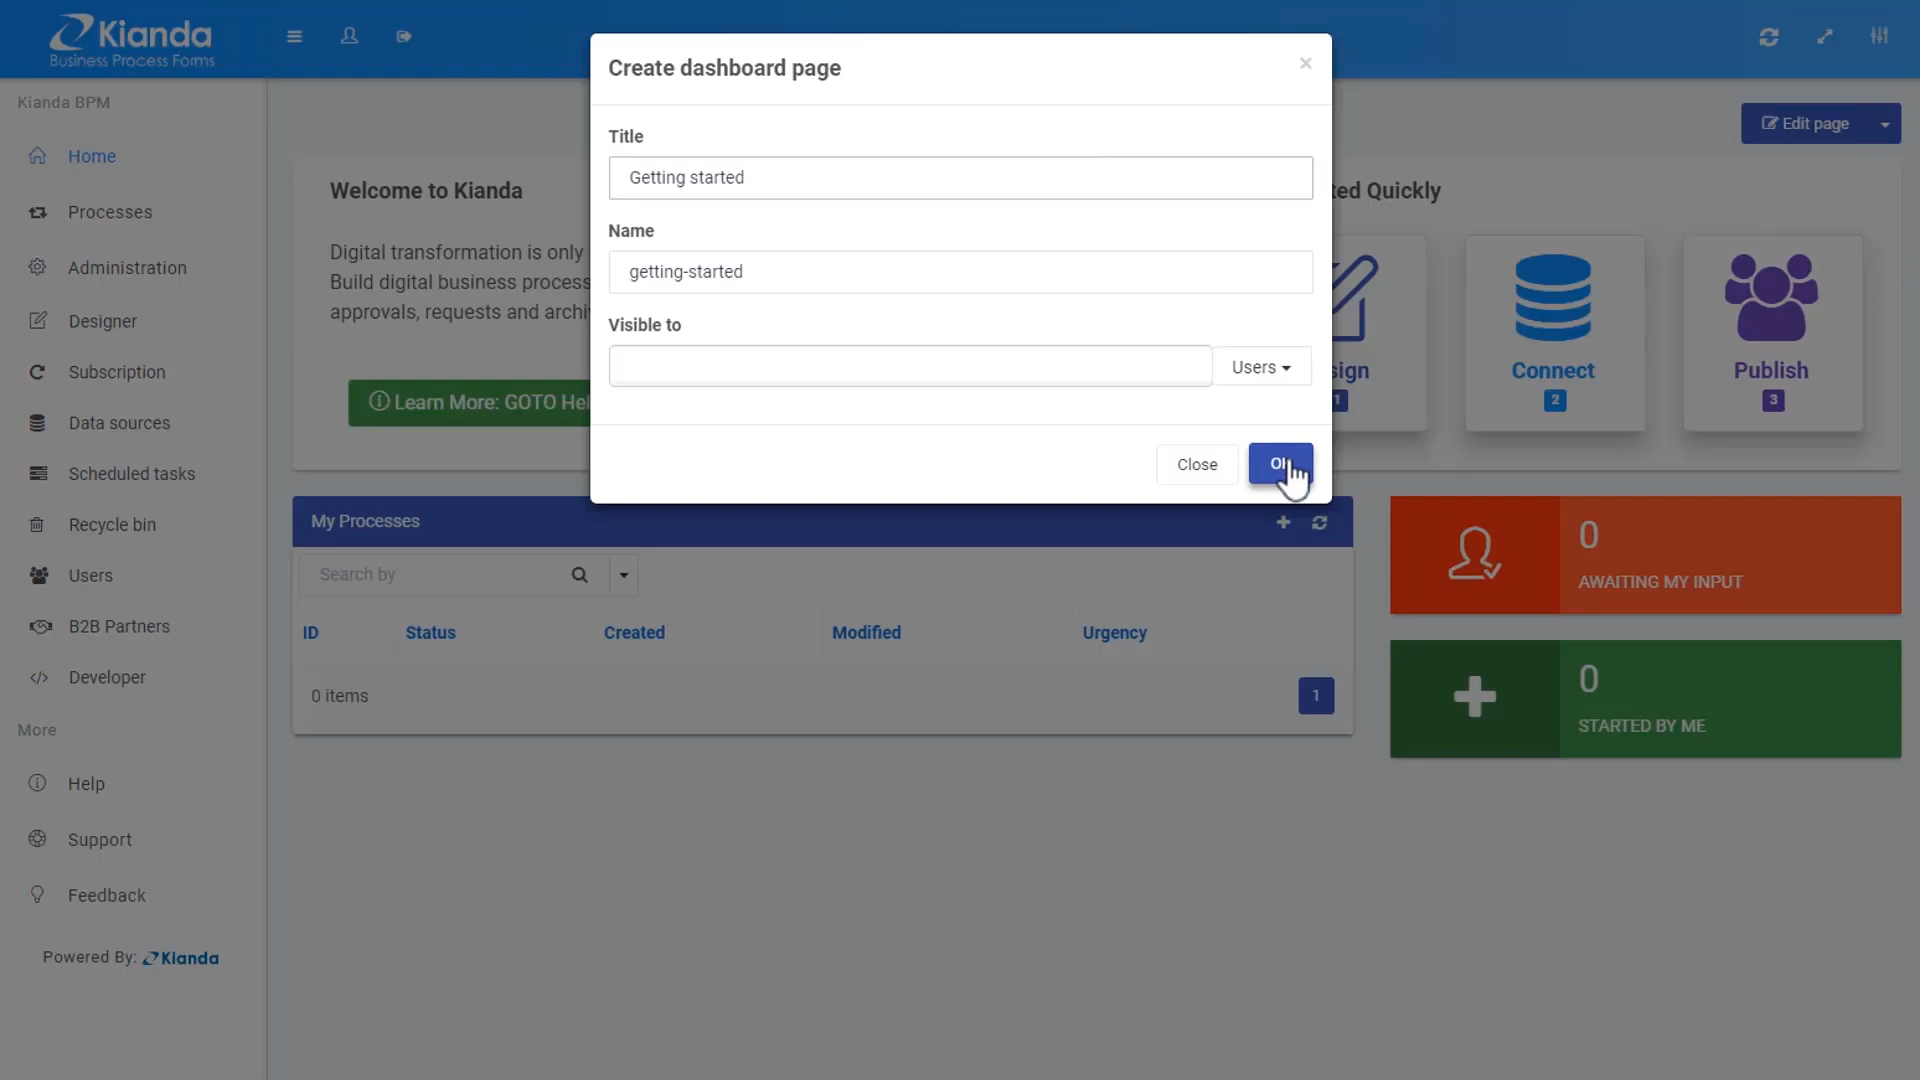 Kianda
Business Process Forms
Kianda BPM
Home
Processes
Administration
Designer
Subscription
Data sources
Scheduled tasks
Recycle bin
Users
B2B Partners
Developer
More
Help
Support
Feedback
Powered By: Kianda
Edit page
Welcome to Kianda
Digital transformation is only
Build digital business process
approvals, requests and archi
Learn More: GOTO Hel
Create dashboard page
×
Title
Getting started
Name
getting-started
Visible to
Users
Close
OK
ted Quickly
sign
1
Connect
2
Publish
3
My Processes
Search by
ID Status Created Modified Urgency
0 items
1
0
AWAITING MY INPUT
0
STARTED BY ME